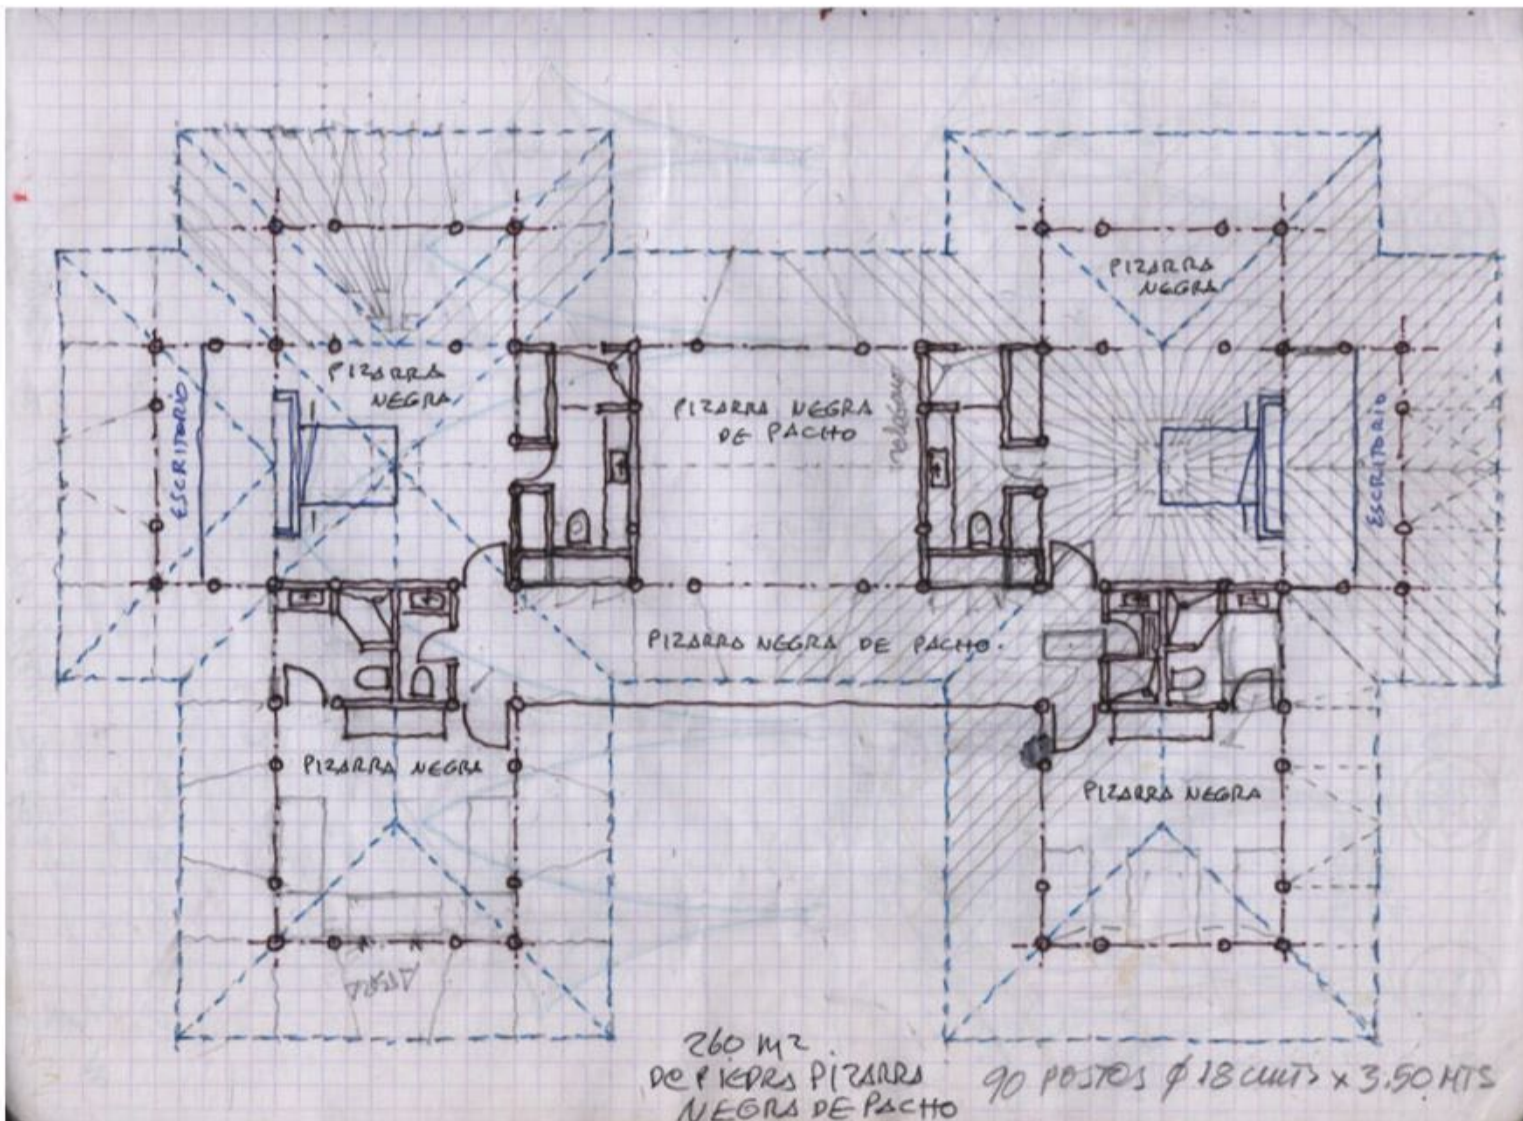 PIZARRA
NEGRA
PIZARRA
NEGRA
ESCRITORIO
PIZARRA NEGRA
DE PACHO
ESCRITORIO
PIZARRA NEGRA DE PACHO.
PIZARRA NEGRA
PIZARRA NEGRA
260 M2.
DE PIEDRA PIZARRA
NEGRA DE PACHO
90 POSTES Ø 18 CMTS x 3.50 MTS